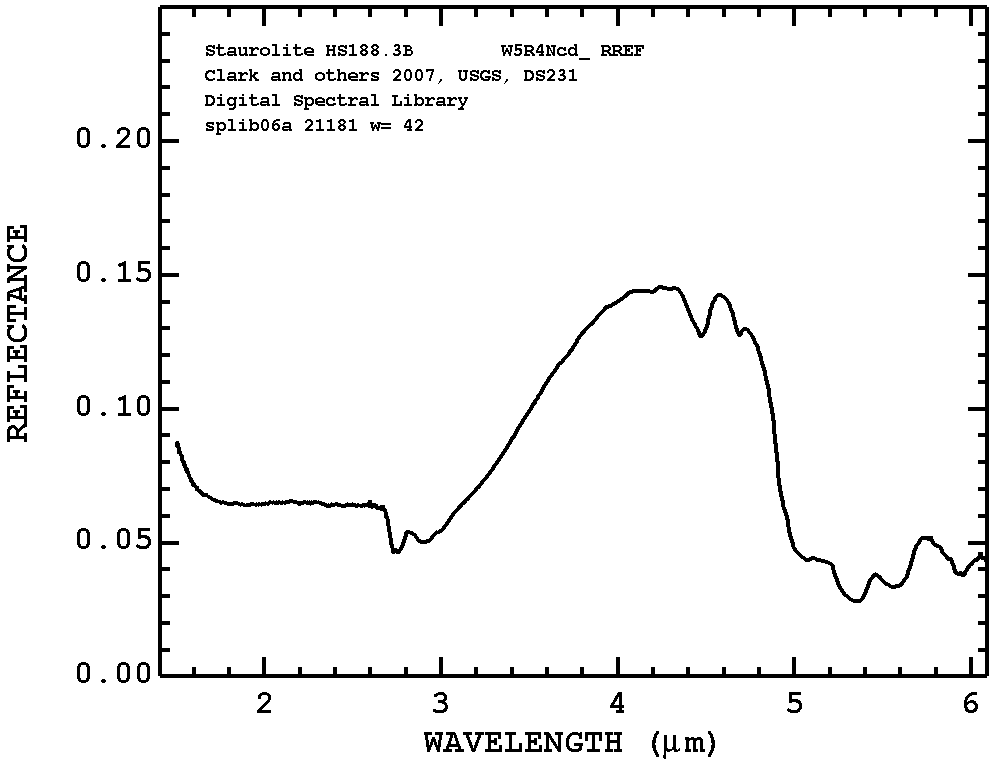 Staurolite HS188.3B W5R4Ncd_ RREF
Clark and others 2007, USGS, DS231
Digital Spectral Library
splib06a 21181 w= 42
REFLECTANCE
0.20
0.15
0.10
0.05
0.00
2 3 4 5 6
WAVELENGTH (μm)